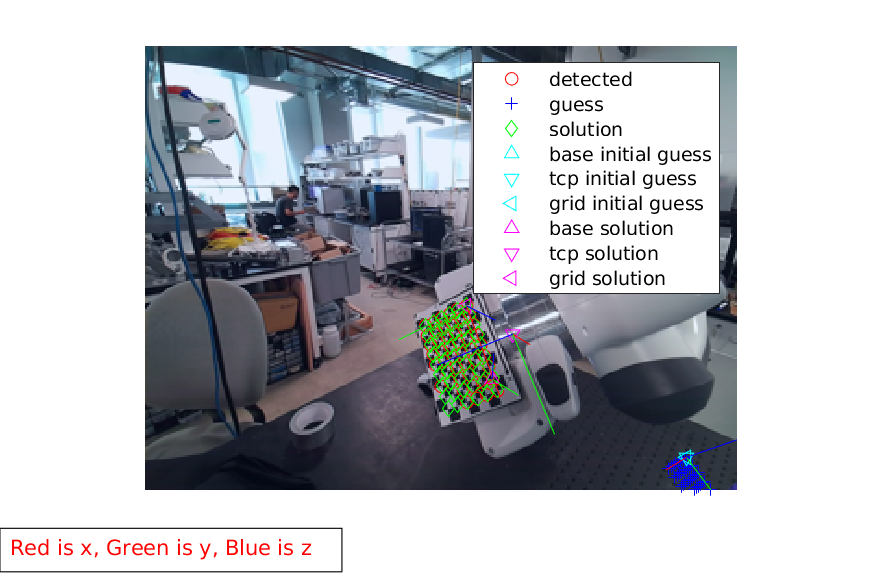 detected
guess
solution
base initial guess
tcp initial guess
grid initial guess
base solution
tcp solution
grid solution
Red is x, Green is y, Blue is z